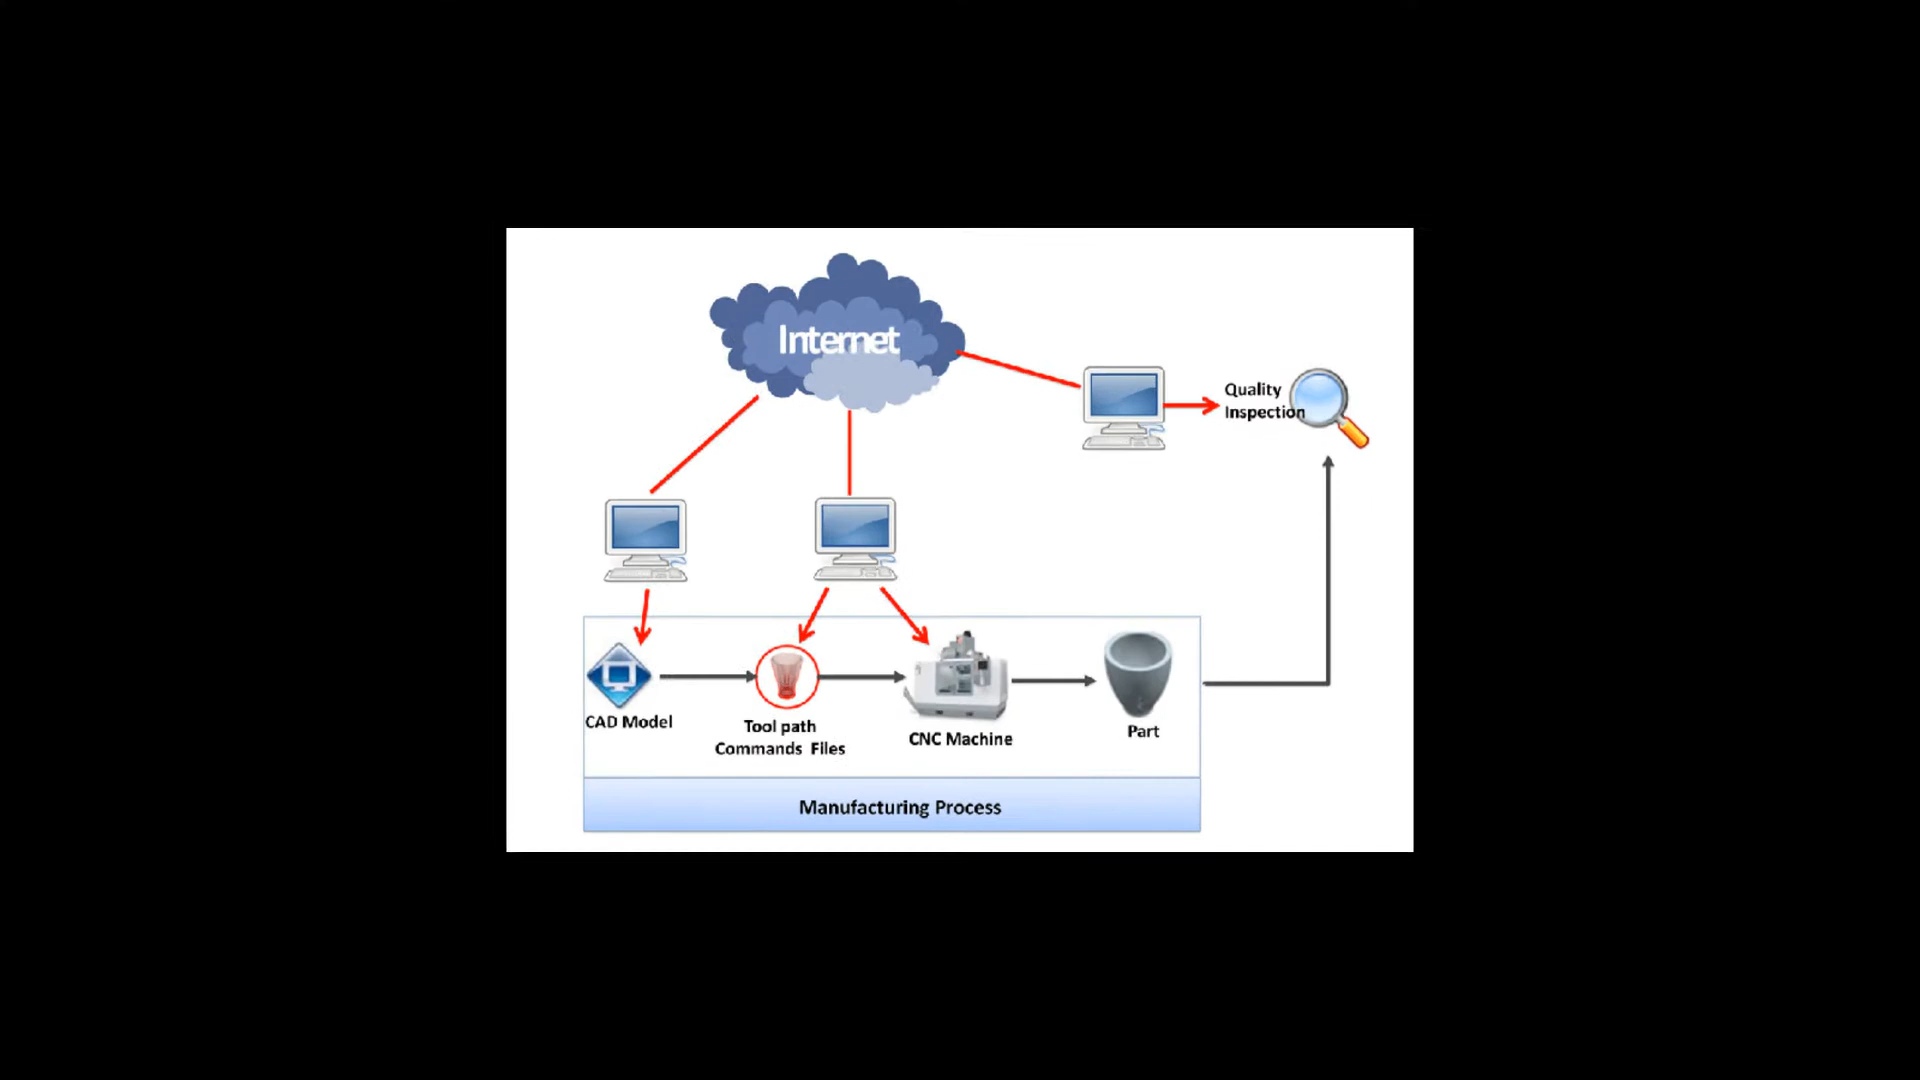 Internet
Quality
Inspection
CAD Model
Tool path
Commands Files
CNC Machine
Part
Manufacturing Process